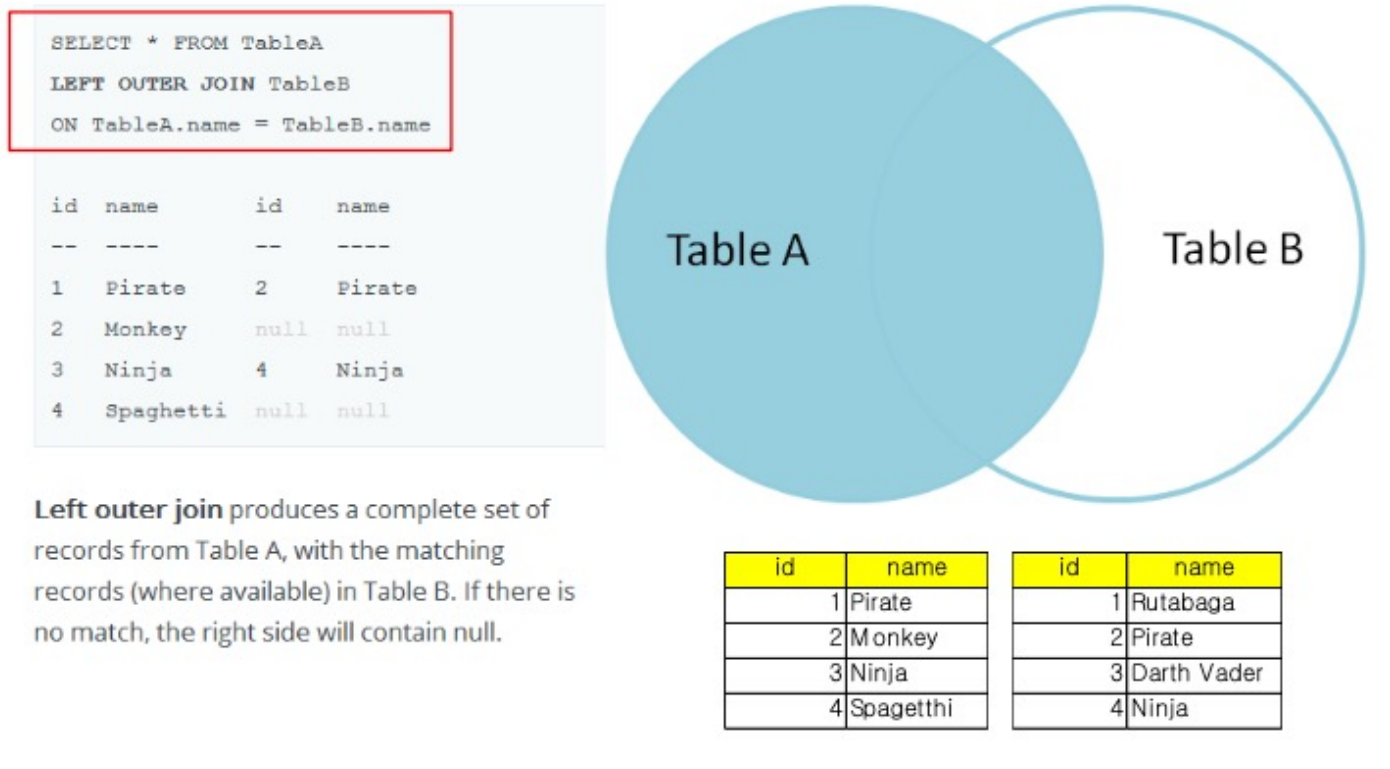 SELECT * FROM TableA
LEFT OUTER JOIN TableB
ON TableA.name = TableB.name
id name id name
-- ---- -- ----
1 Pirate 2 Pirate
2 Monkey null null
3 Ninja 4 Ninja
4 Spaghetti null null
Left outer join produces a complete set of
records from Table A, with the matching
records (where available) in Table B. If there is
no match, the right side will contain null.
Table A
Table B
id name
1 Pirate
2 Monkey
3 Ninja
4 Spagetthi
id name
1 Rutabaga
2 Pirate
3 Darth Vader
4 Ninja